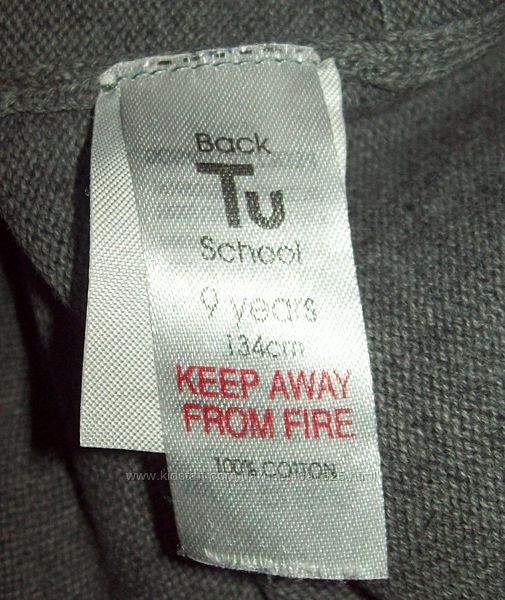 Back
Tu
School
9 years
134cm
KEEP AWAY
FROM FIRE
100% COTTON